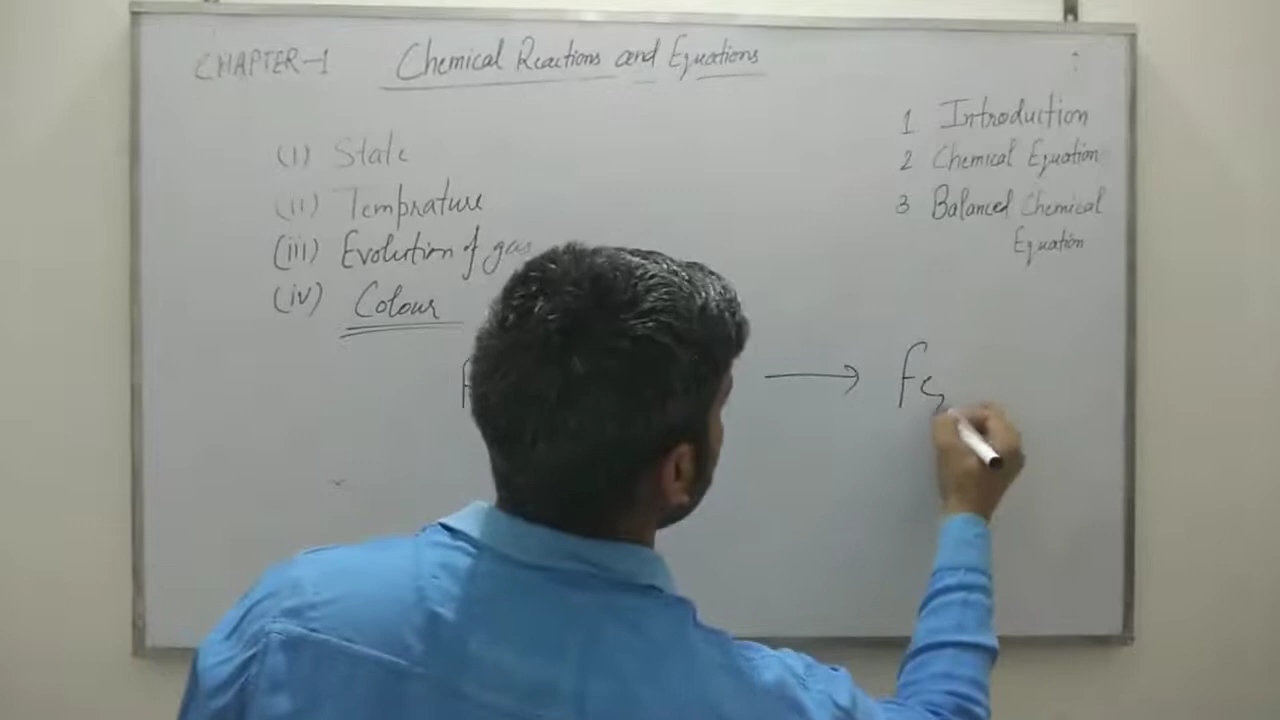 CHAPTER-1 Chemical Reactions and Equations
1 Introduction
2 Chemical Equation
3 Balanced Chemical
Equation
(i) State
(ii) Temprature
(iii) Evolution of gas
(iv) Colour
→ Fe